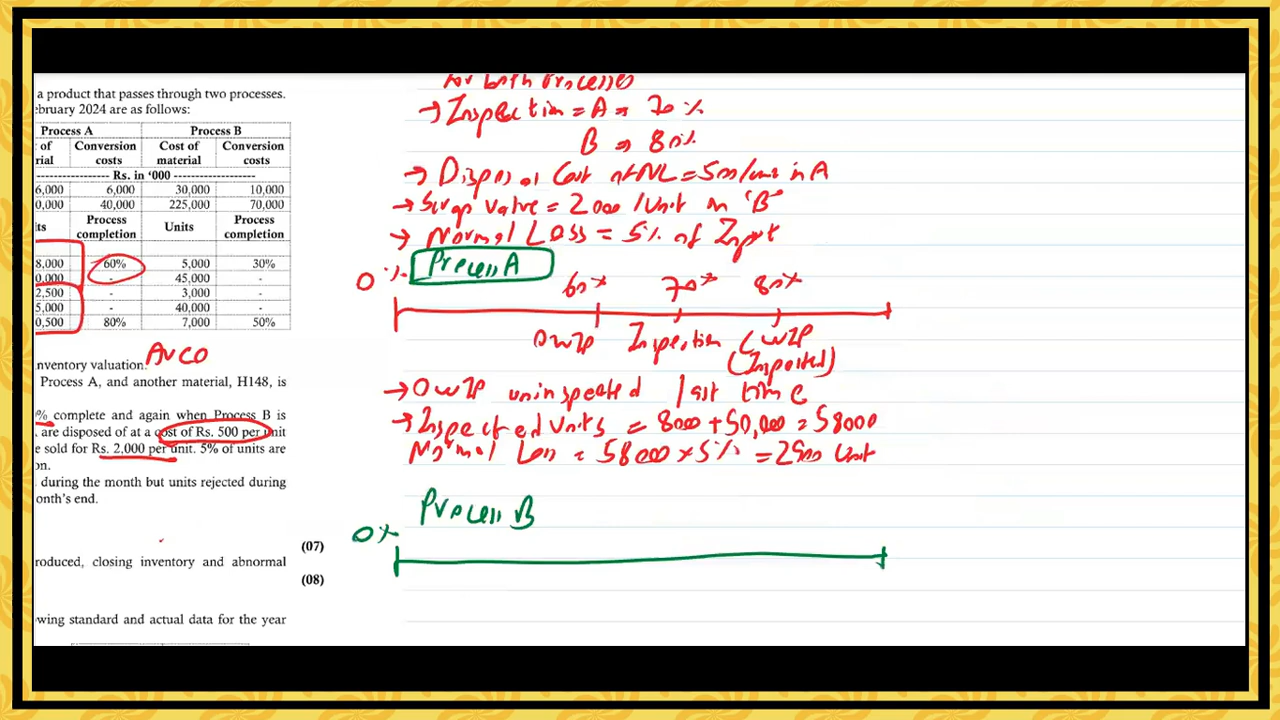 a product that passes through two processes.
ebruary 2024 are as follows:
Process A Process B
of Conversion Cost of Conversion
rial costs material costs
Rs. in '000
6,000 6,000 30,000 10,000
0,000 40,000 225,000 70,000
ts Process completion Units Process completion
8,000 60% 5,000 30%
0,000 - 45,000 -
2,500 - 3,000 -
5,000 - 40,000 -
0,500 80% 7,000 50%
nventory valuation. AVCO
Process A, and another material, H148, is
% complete and again when Process B is
are disposed of at a cost of Rs. 500 per unit
e sold for Rs. 2,000 per unit. 5% of units are
on.
during the month but units rejected during
onth's end.
(07)
roduced, closing inventory and abnormal
(08)
wing standard and actual data for the year
for both Processes
→ Inspection = A ⇒ 70 %
B ⇒ 80%
→ Disposal Cost of NL = 500/unit in A
→ Scrap value = 2000 /Unit in "B"
→ Normal Loss = 5% of Input
Process A
0 % 60% 70% 80%
OWIP Inspection CWIP
(Inspected)
→ OWIP uninspected last time
→ Inspected units = 8000 + 50,000 = 58000
Normal Loss = 58000 x 5% = 2900 Unit
Process B
0%